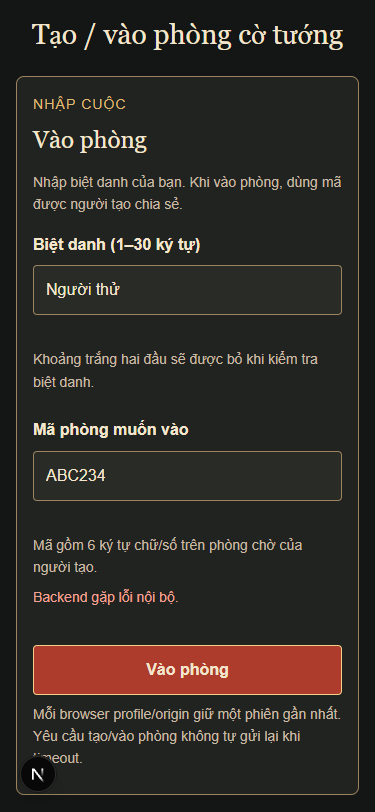 Tạo / vào phòng cờ tướng
NHẬP CUỘC
Vào phòng
Nhập biệt danh của bạn. Khi vào phòng, dùng mã
được người tạo chia sẻ.
Biệt danh (1–30 ký tự)
Người thử
Khoảng trắng hai đầu sẽ được bỏ khi kiểm tra
biệt danh.
Mã phòng muốn vào
ABC234
Mã gồm 6 ký tự chữ/số trên phòng chờ của
người tạo.
Backend gặp lỗi nội bộ.
Vào phòng
Mỗi browser profile/origin giữ một phiên gần nhất.
Yêu cầu tạo/vào phòng không tự gửi lại khi
timeout.
N